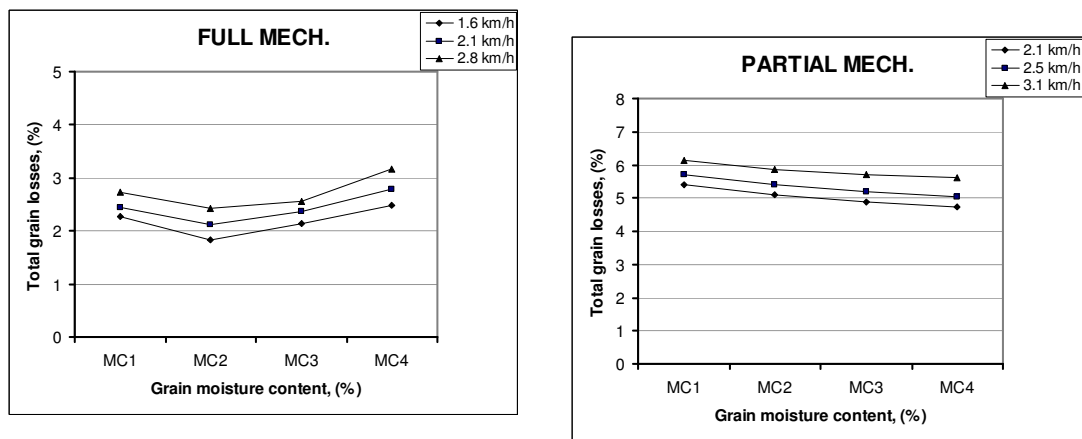 FULL MECH.
1.6 km/h
2.1 km/h
2.8 km/h
Total grain losses, (%)
5
4
3
2
1
0
MC1 MC2 MC3 MC4
Grain moisture content, (%)
PARTIAL MECH.
2.1 km/h
2.5 km/h
3.1 km/h
Total grain losses, (%)
8
7
6
5
4
3
2
1
0
MC1 MC2 MC3 MC4
Grain moisture content, (%)